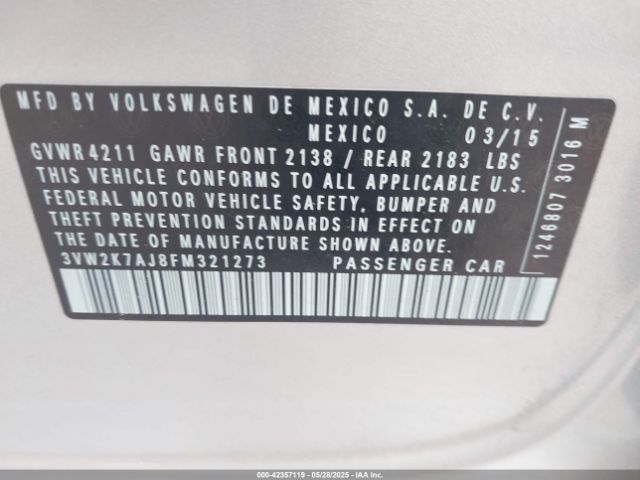 MFD BY VOLKSWAGEN DE MEXICO S.A. DE C.V.
MEXICO 03/15
GVWR 4211 GAWR FRONT 2138 / REAR 2183 LBS
THIS VEHICLE CONFORMS TO ALL APPLICABLE U.S.
FEDERAL MOTOR VEHICLE SAFETY, BUMPER AND
THEFT PREVENTION STANDARDS IN EFFECT ON
THE DATE OF MANUFACTURE SHOWN ABOVE.
3VW2K7AJ8FM321273 PASSENGER CAR
1246807 3016 M
000-42357119 | 05/28/2025 - IAAI.com